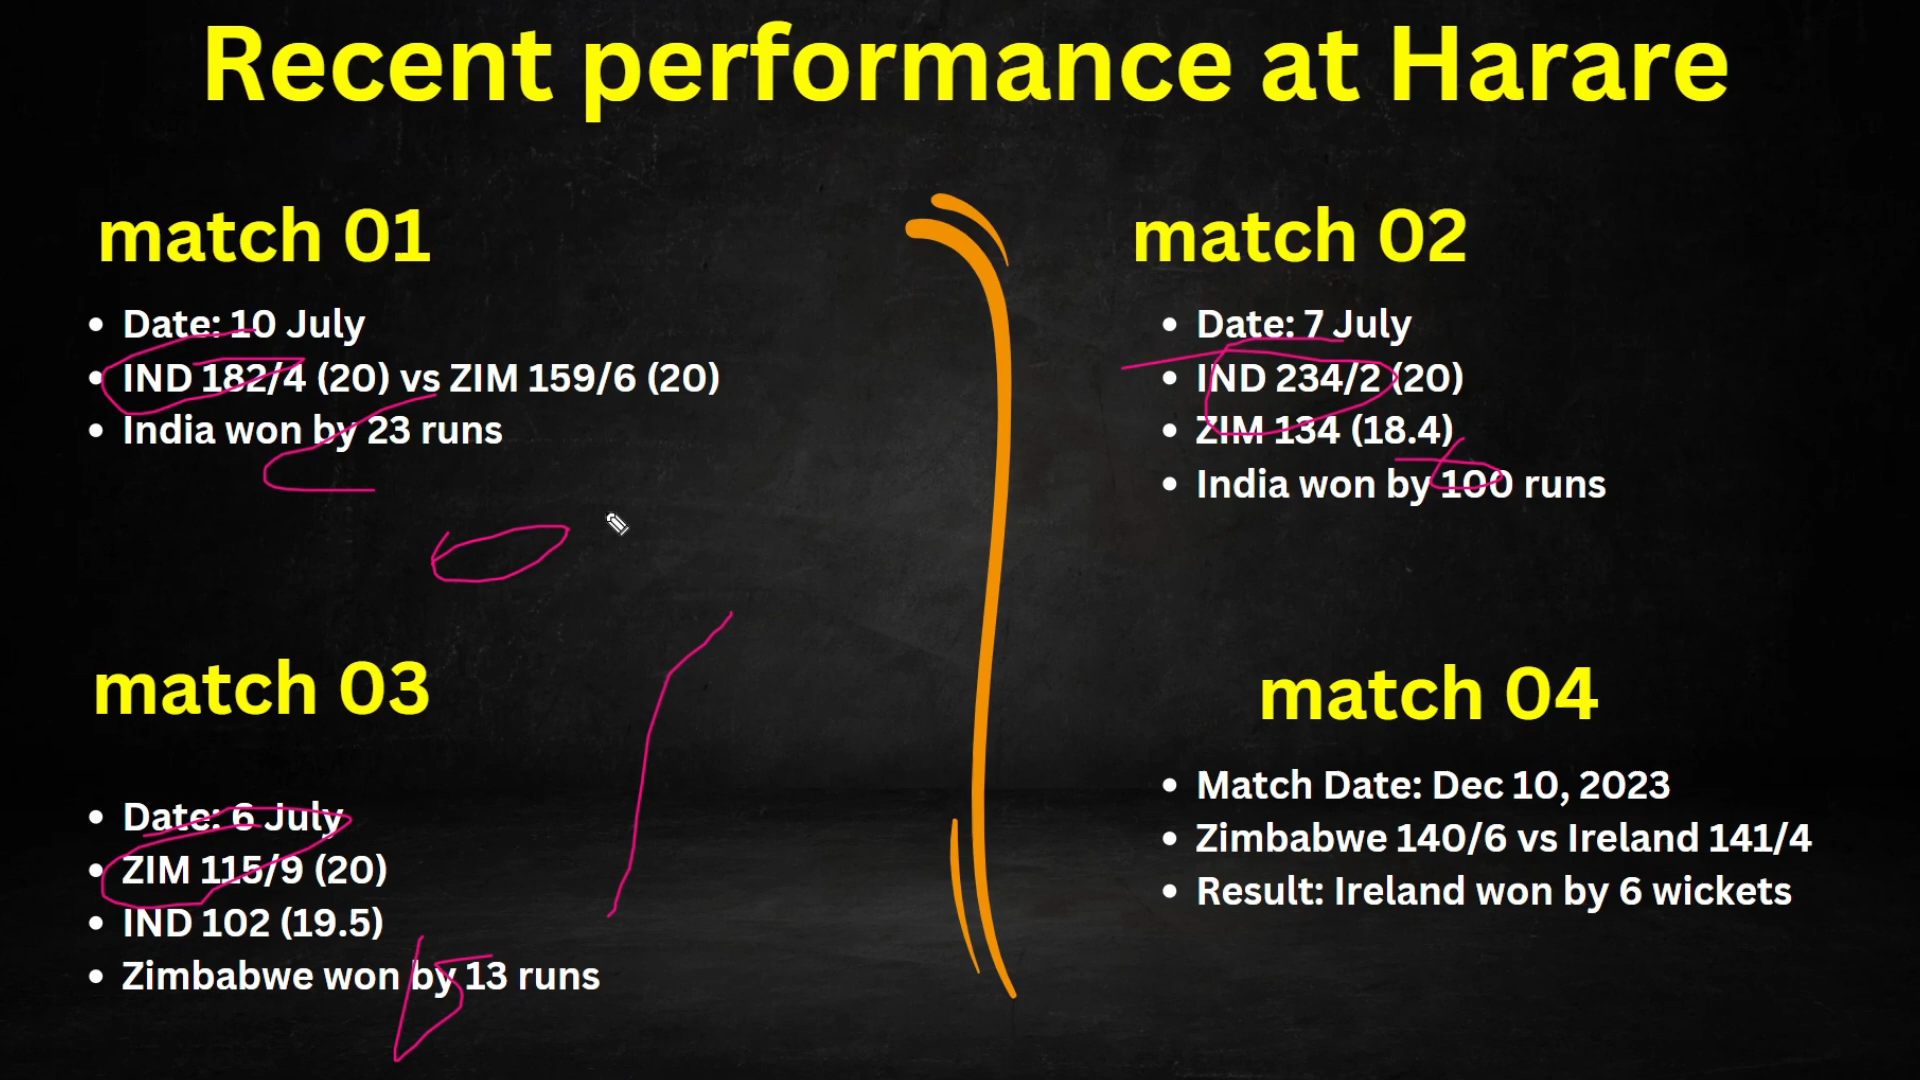 Recent performance at Harare
match 01
• Date: 10 July
• IND 182/4 (20) vs ZIM 159/6 (20)
• India won by 23 runs
match 02
• Date: 7 July
• IND 234/2 (20)
• ZIM 134 (18.4)
• India won by 100 runs
match 03
• Date: 6 July
• ZIM 115/9 (20)
• IND 102 (19.5)
• Zimbabwe won by 13 runs
match 04
• Match Date: Dec 10, 2023
• Zimbabwe 140/6 vs Ireland 141/4
• Result: Ireland won by 6 wickets